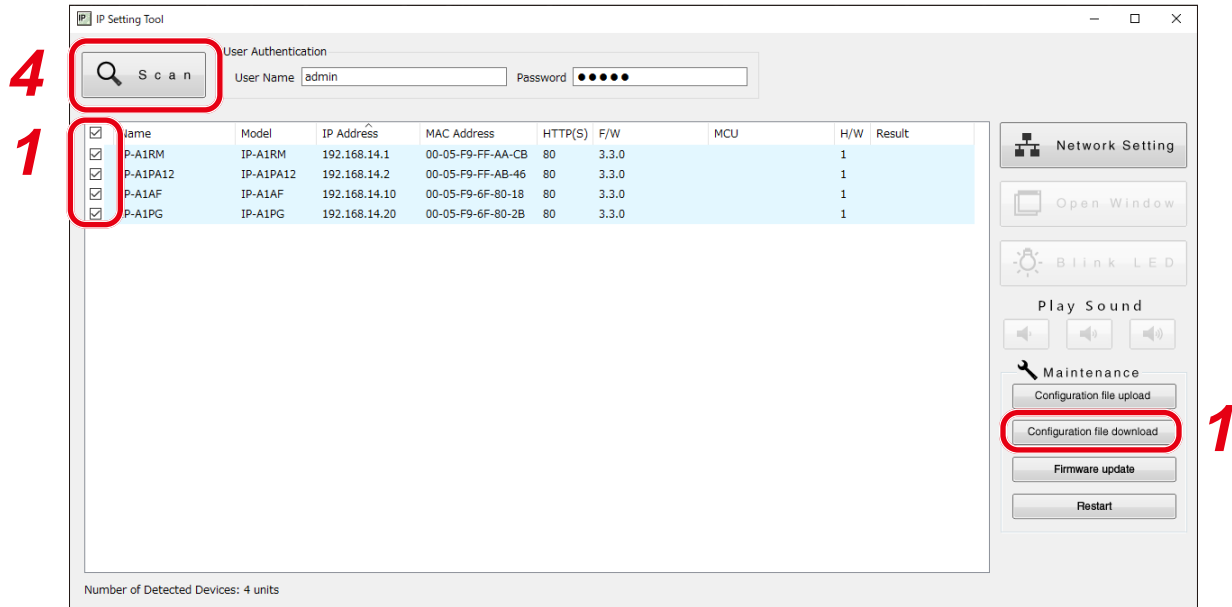 IP Setting Tool
4
Scan
User Authentication
User Name admin Password ●●●●●
1
Name Model IP Address MAC Address HTTP(S) F/W MCU H/W Result
IP-A1RM IP-A1RM 192.168.14.1 00-05-F9-FF-AA-CB 80 3.3.0 1
IP-A1PA12 IP-A1PA12 192.168.14.2 00-05-F9-FF-AB-46 80 3.3.0 1
IP-A1AF IP-A1AF 192.168.14.10 00-05-F9-6F-80-18 80 3.3.0 1
IP-A1PG IP-A1PG 192.168.14.20 00-05-F9-6F-80-2B 80 3.3.0 1
Network Setting
Open Window
Blink LED
Play Sound
Maintenance
Configuration file upload
Configuration file download
1
Firmware update
Restart
Number of Detected Devices: 4 units